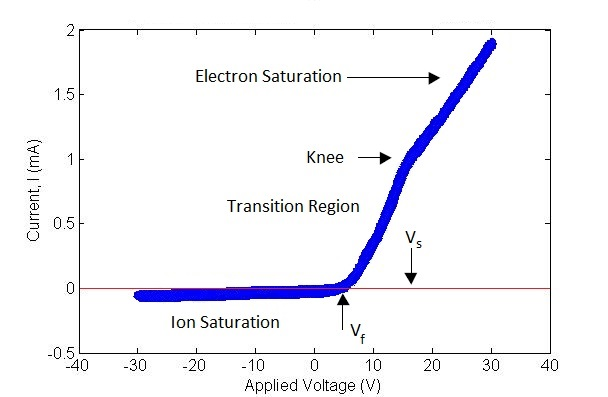 2
Electron Saturation
1.5
Knee
1
Transition Region
Current, I (mA)
0.5
Vs
0
Ion Saturation
Vf
-0.5
-40 -30 -20 -10 0 10 20 30 40
Applied Voltage (V)